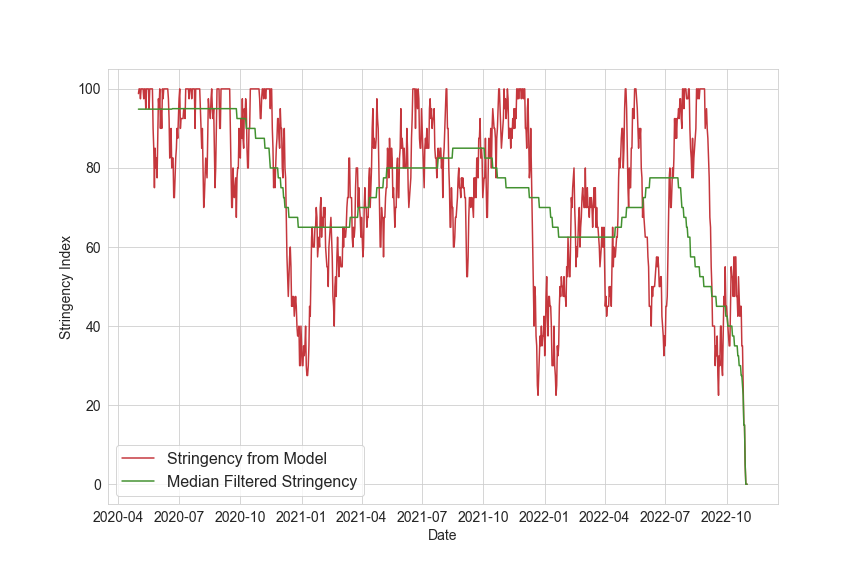 100
80
60
40
20
0
Stringency Index
Stringency from Model
Median Filtered Stringency
2020-04 2020-07 2020-10 2021-01 2021-04 2021-07 2021-10 2022-01 2022-04 2022-07 2022-10
Date